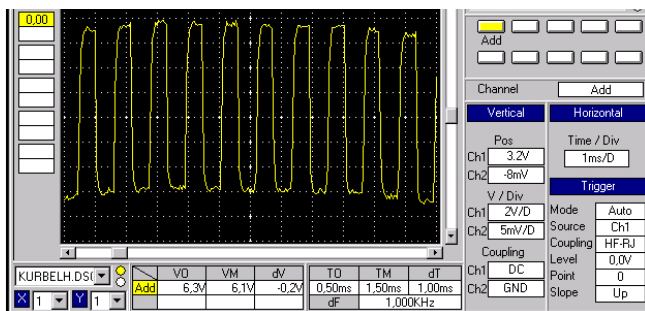 0,00
Add
Channel Add
Vertical Horizontal
Pos Time / Div
Ch1 3.2V 1ms/D
Ch2 -8mV
Trigger
V / Div
Ch1 2V/D Mode Auto
Ch2 5mV/D Source Ch1
Coupling HF-RJ
Coupling Level 0,0V
Ch1 DC Point 0
Ch2 GND Slope Up
KURBELH.DS( VO VM dV TO TM dT
Add 6,3V 6,1V -0,2V 0,50ms 1,50ms 1,00ms
X 1 Y 1 dF 1,000KHz